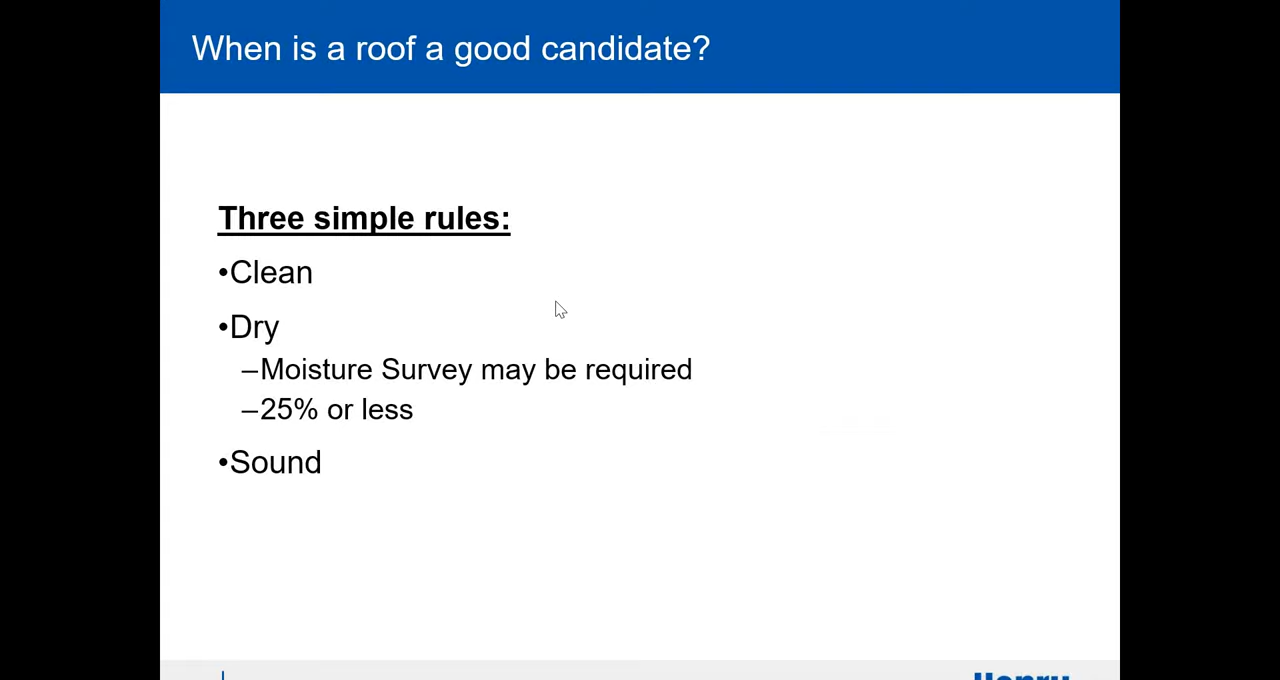 When is a roof a good candidate?
Three simple rules:
•Clean
•Dry
–Moisture Survey may be required
–25% or less
•Sound
Henry